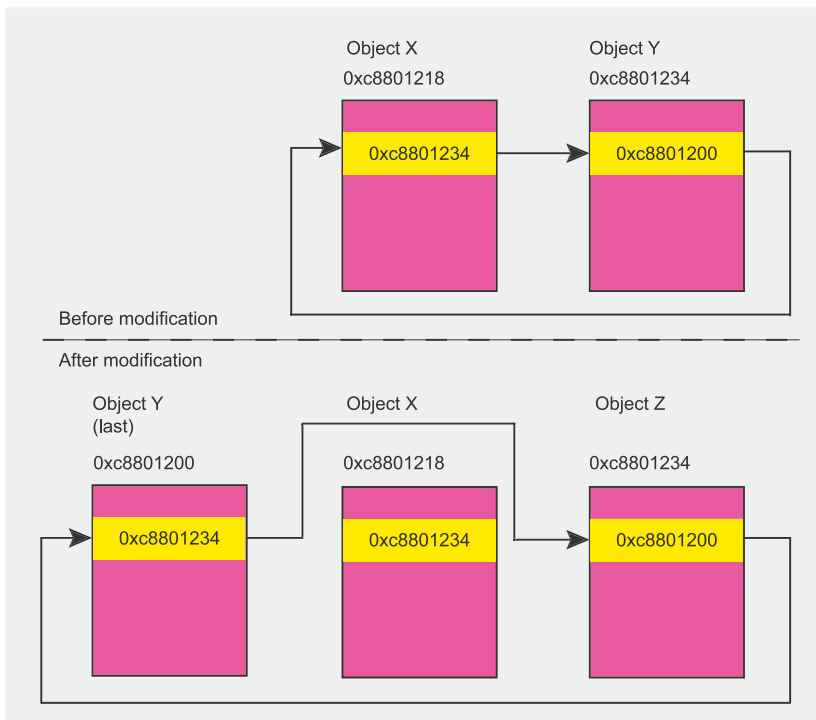 Object X
Object Y
0xc8801218
0xc8801234
0xc8801234
0xc8801200
Before modification
After modification
Object Y
(last)
Object X
Object Z
0xc8801200
0xc8801218
0xc8801234
0xc8801234
0xc8801234
0xc8801200